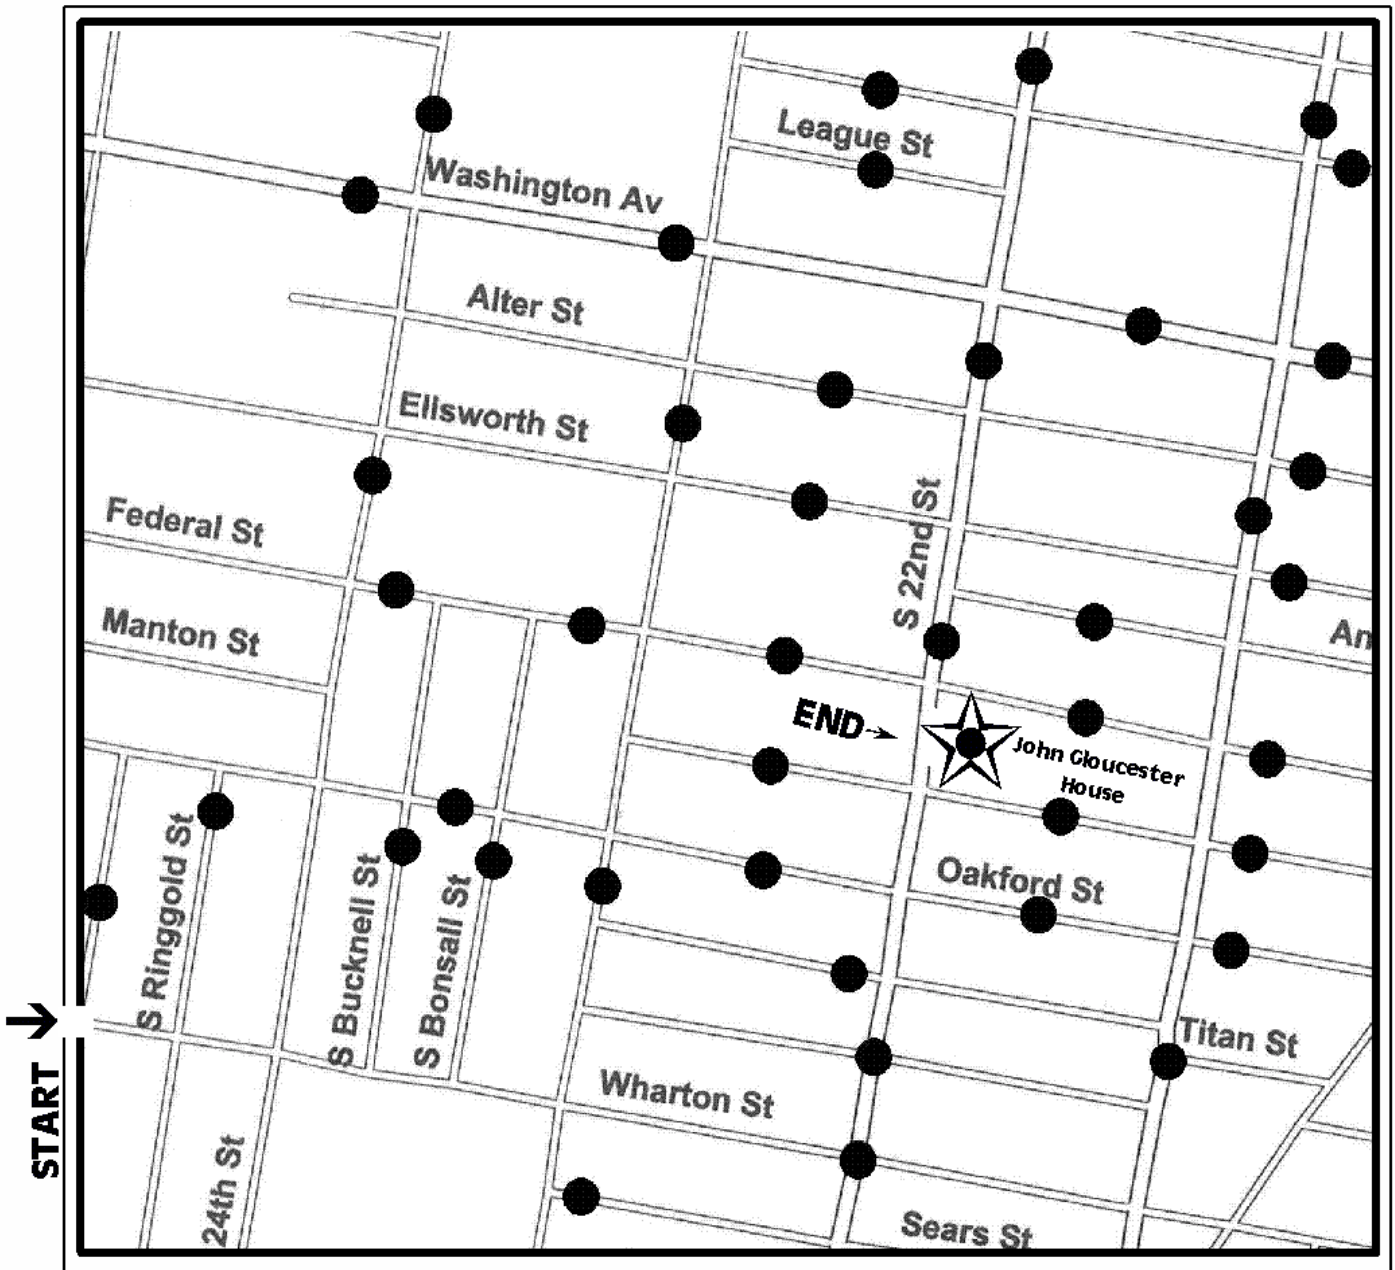 League St
Washington Av
Alter St
Ellsworth St
S 22nd St
Federal St
Manton St
An
END
John Gloucester
House
S Ringgold St
S Bucknell St
S Bonsall St
Oakford St
Titan St
START
Wharton St
24th St
Sears St